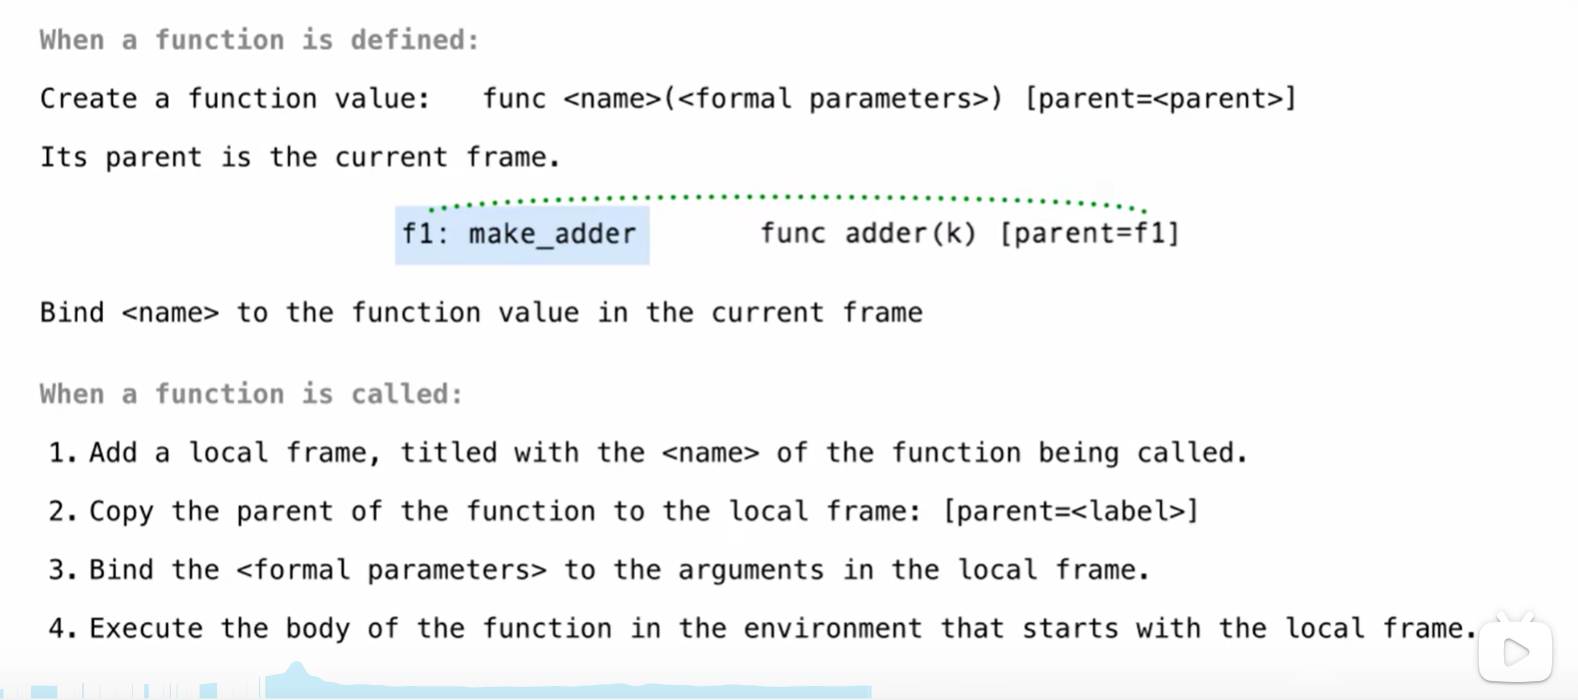 When a function is defined:
Create a function value:   func <name>(<formal parameters>) [parent=<parent>]
Its parent is the current frame.
f1: make_adder   func adder(k) [parent=f1]
Bind <name> to the function value in the current frame
When a function is called:
1. Add a local frame, titled with the <name> of the function being called.
2. Copy the parent of the function to the local frame: [parent=<label>]
3. Bind the <formal parameters> to the arguments in the local frame.
4. Execute the body of the function in the environment that starts with the local frame.